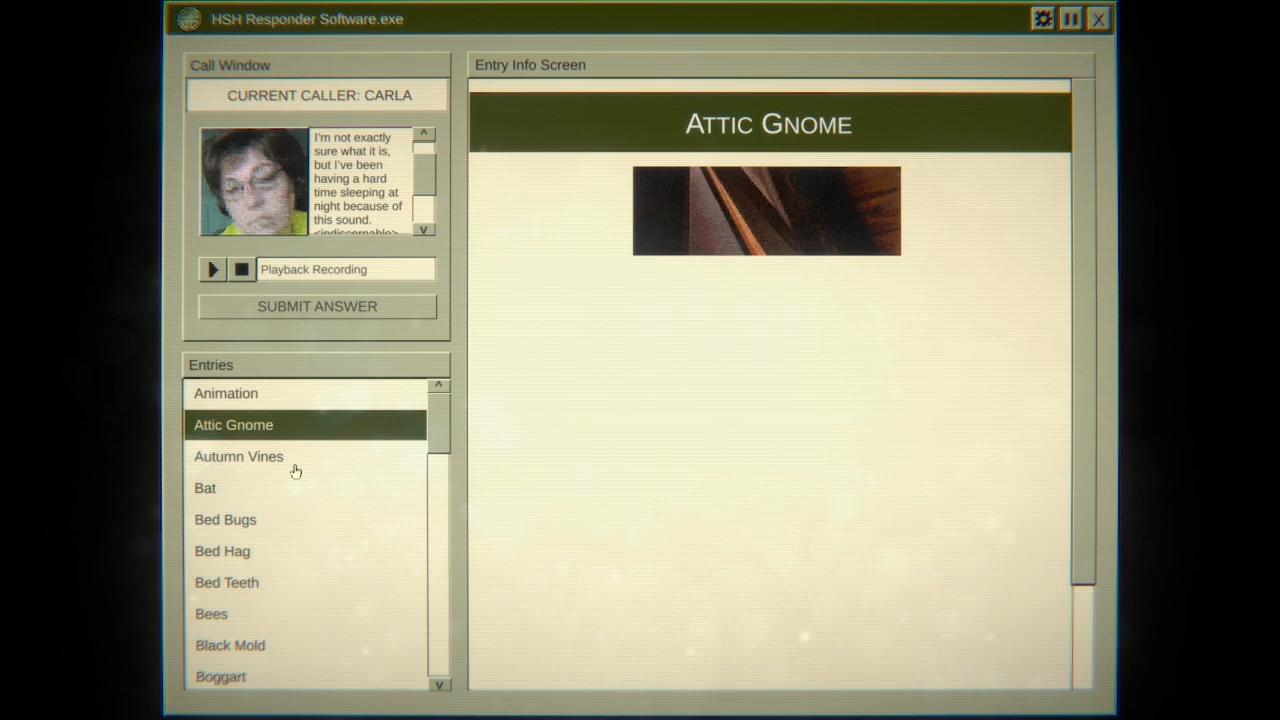 HSH Responder Software.exe
Call Window
CURRENT CALLER: CARLA
I'm not exactly
sure what it is,
but I've been
having a hard
time sleeping at
night because of
this sound.
<indiscernable>
Playback Recording
SUBMIT ANSWER
Entries
Animation
Attic Gnome
Autumn Vines
Bat
Bed Bugs
Bed Hag
Bed Teeth
Bees
Black Mold
Boggart
Entry Info Screen
ATTIC GNOME